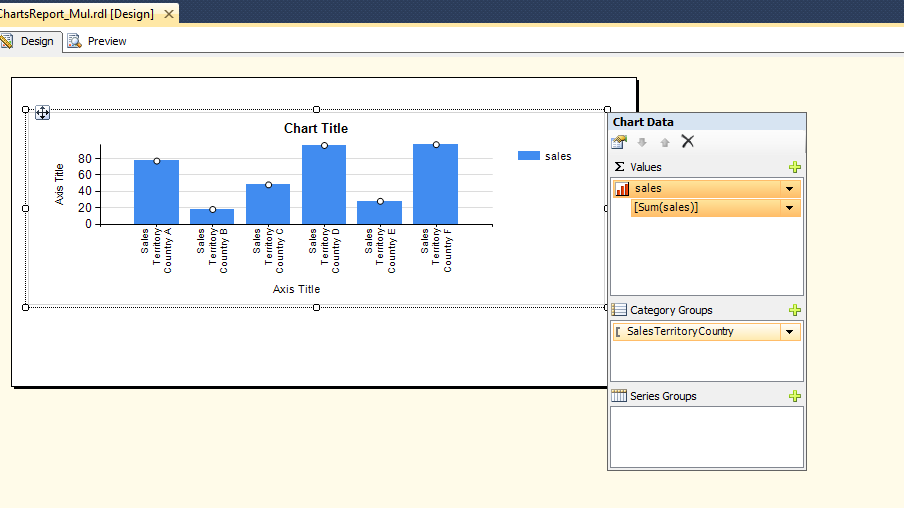 ChartsReport_Mul.rdl [Design]
Design Preview
Chart Title
Axis Title
80
60
40
20
0
sales
Sales Territory Country A
Sales Territory Country B
Sales Territory Country C
Sales Territory Country D
Sales Territory Country E
Sales Territory Country F
Axis Title
Chart Data
Σ Values
sales
[Sum(sales)]
Category Groups
[ SalesTerritoryCountry
Series Groups